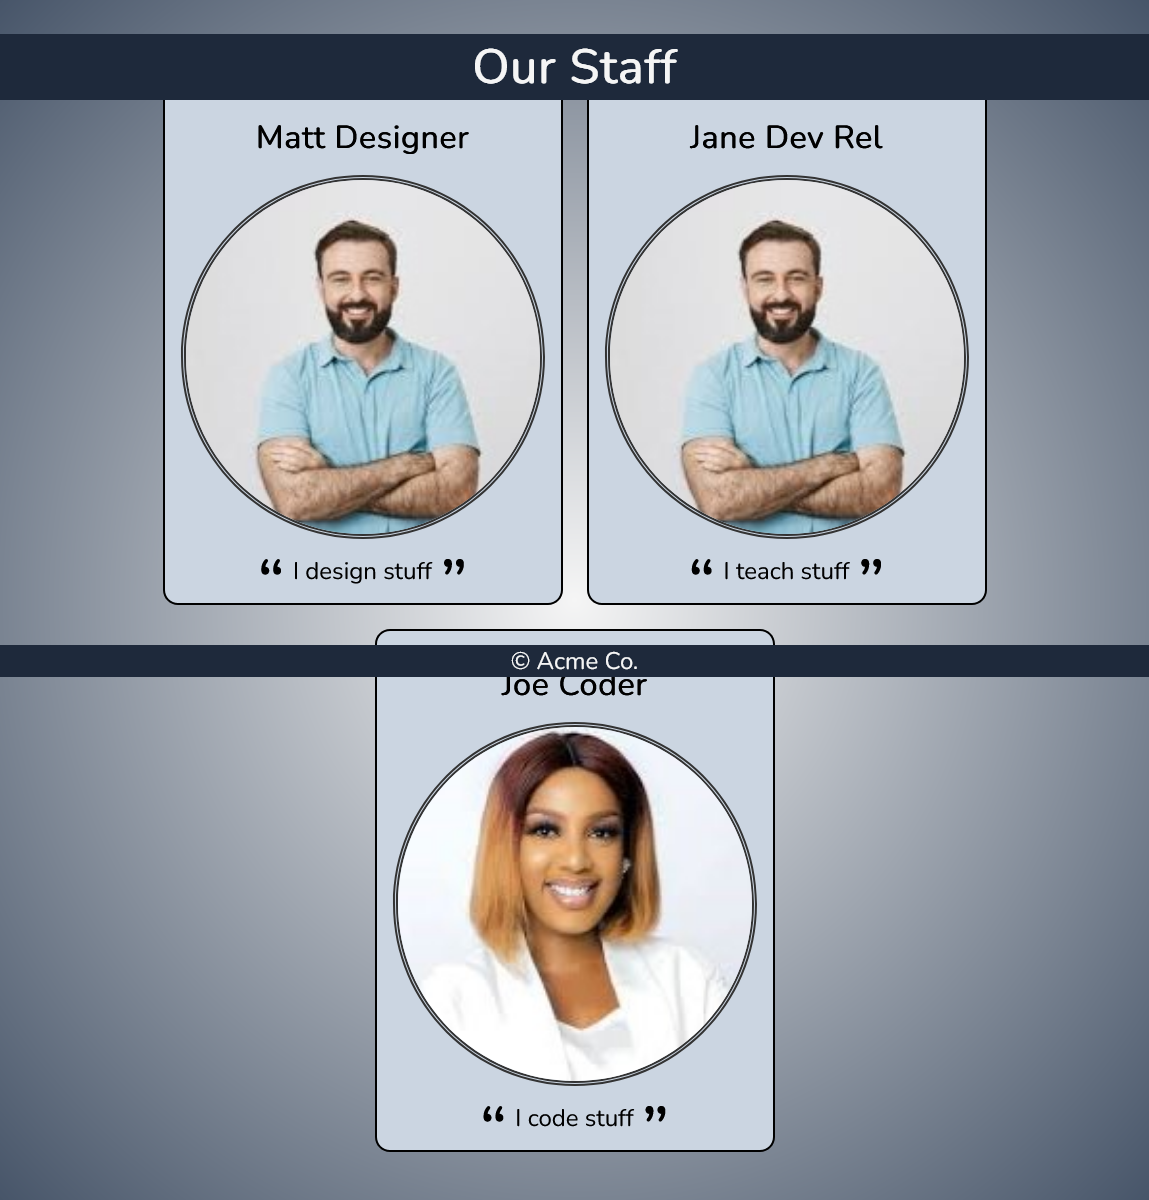 Our Staff
Matt Designer
Jane Dev Rel
❛❛ I design stuff ❜❜
❛❛ I teach stuff ❜❜
© Acme Co.
Joe Coder
❛❛ I code stuff ❜❜